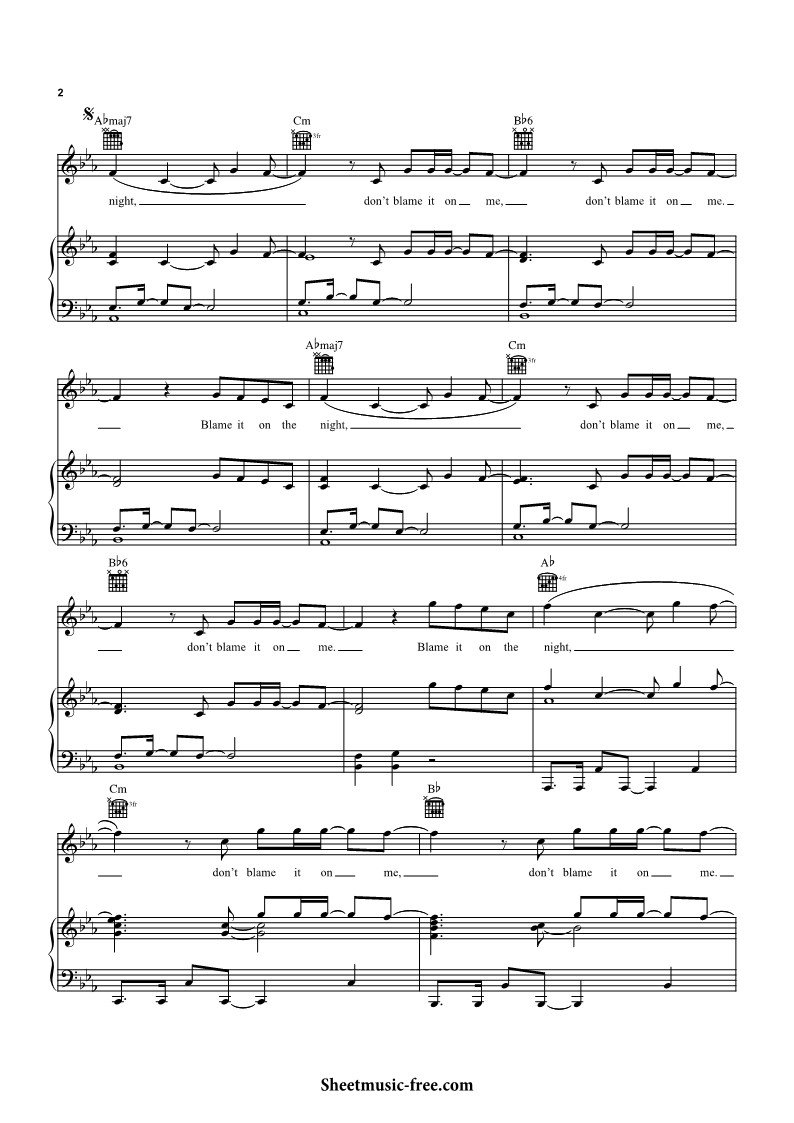 2
A♭maj7 Cm B♭6
3fr
night, don't blame it on me, don't blame it on me.
A♭maj7 Cm
3fr
Blame it on the night, don't blame it on me,
B♭6 A♭
4fr
don't blame it on me. Blame it on the night,
Cm B♭
3fr
don't blame it on me, don't blame it on me.
Sheetmusic-free.com